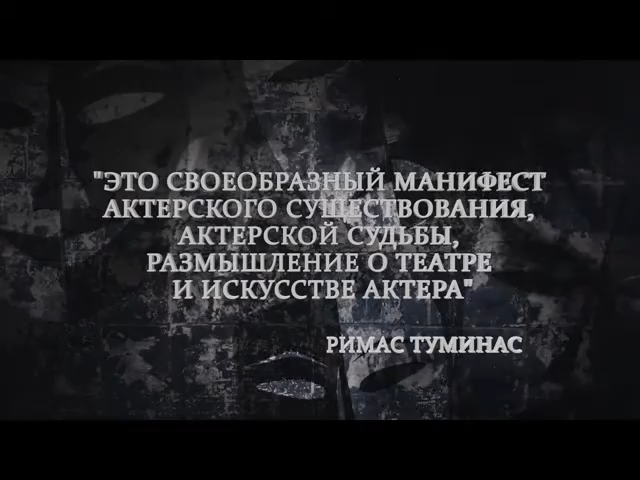 "ЭТО СВОЕОБРАЗНЫЙ МАНИФЕСТ
АКТЕРСКОГО СУЩЕСТВОВАНИЯ,
АКТЕРСКОЙ СУДЬБЫ,
РАЗМЫШЛЕНИЕ О ТЕАТРЕ
И ИСКУССТВЕ АКТЕРА"
РИМАС ТУМИНАС